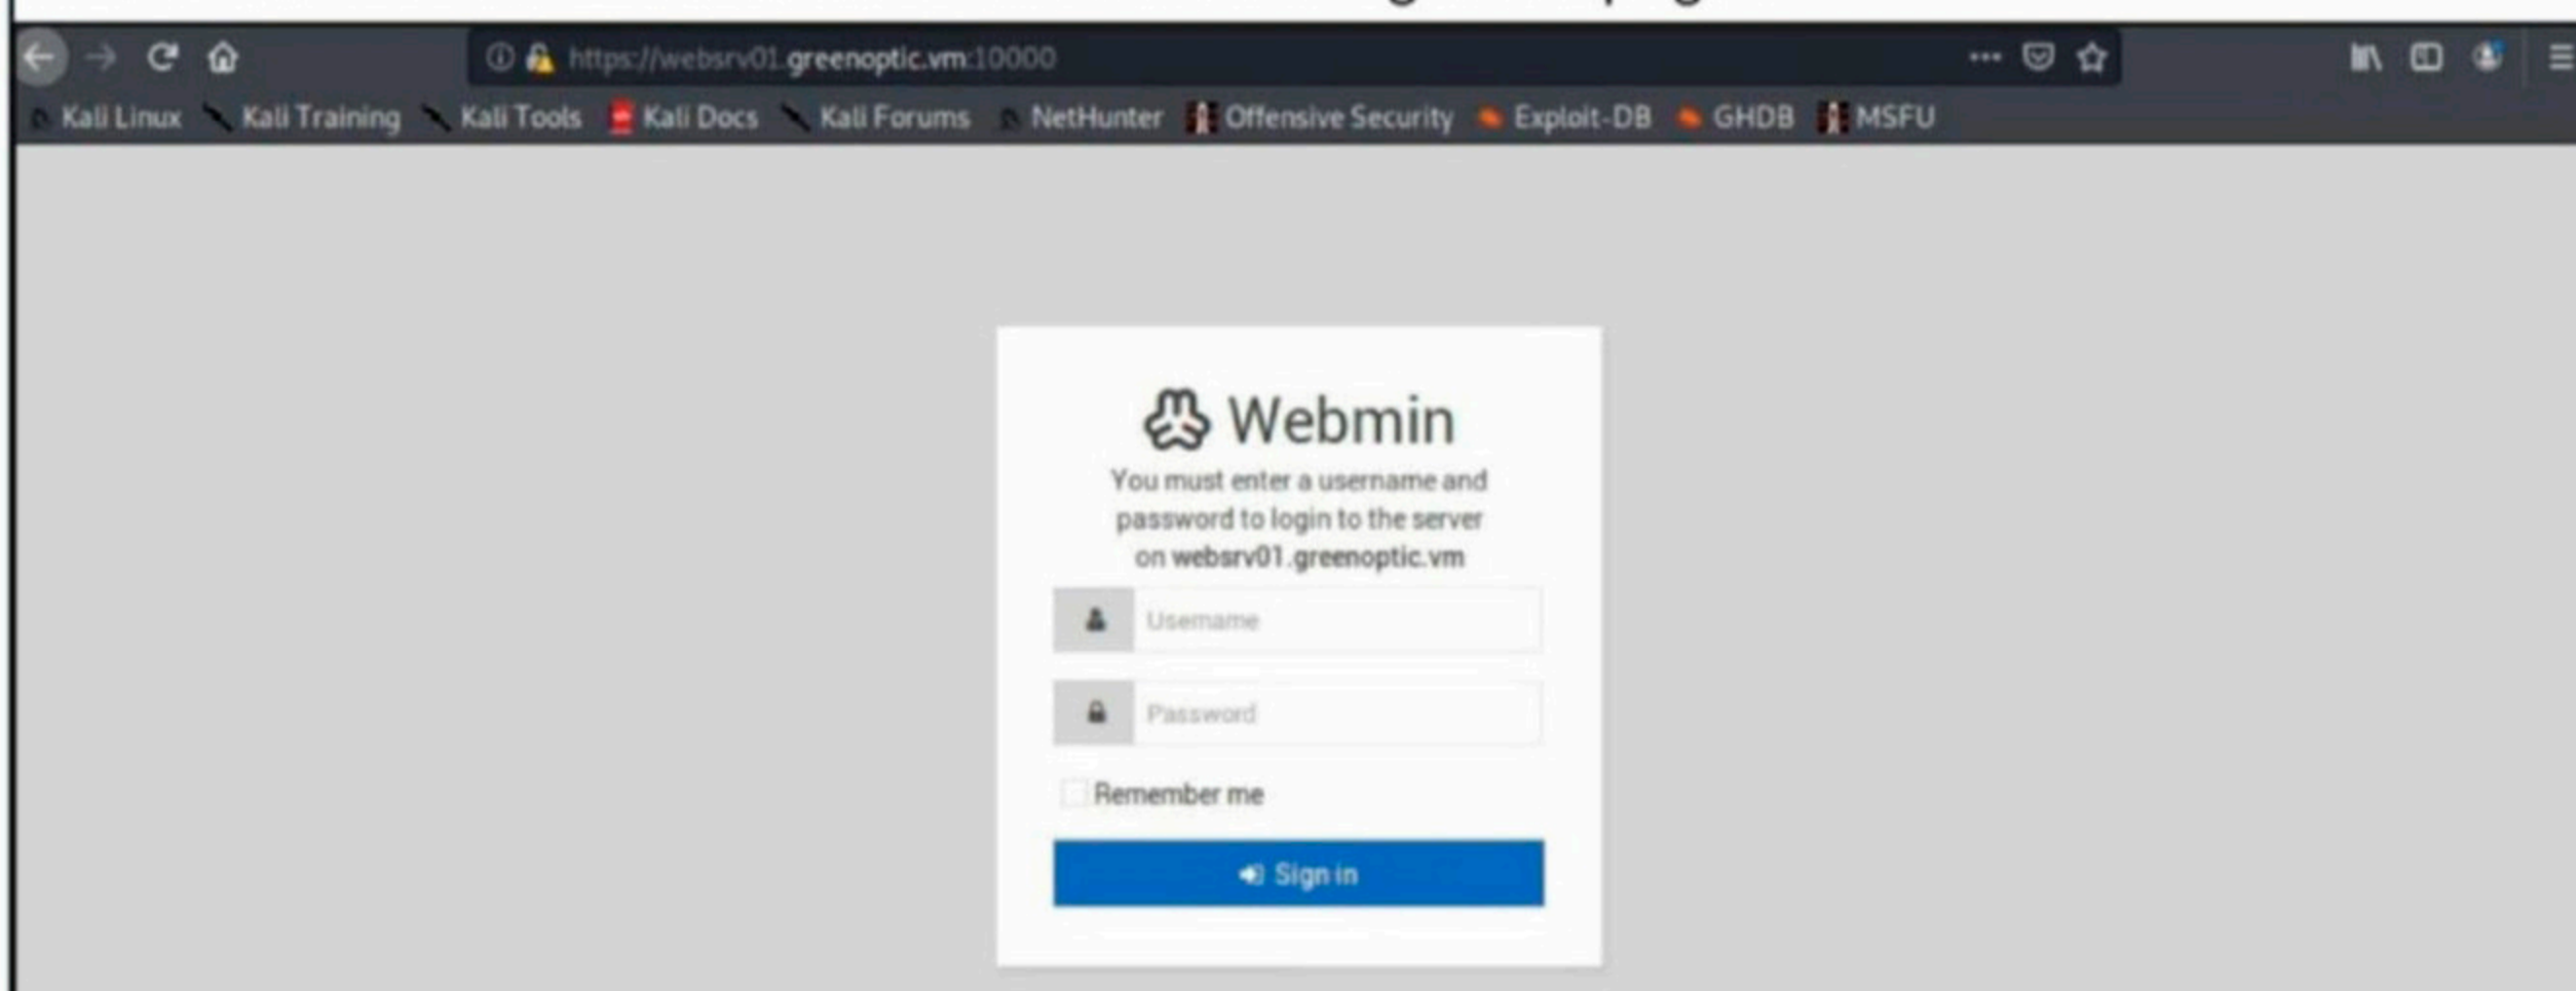 https://websrv01.greenoptic.vm:10000
Kali Linux Kali Training Kali Tools Kali Docs Kali Forums NetHunter Offensive Security Exploit-DB GHDB MSFU
Webmin
You must enter a username and
password to login to the server
on websrv01.greenoptic.vm
Username
Password
Remember me
Sign in